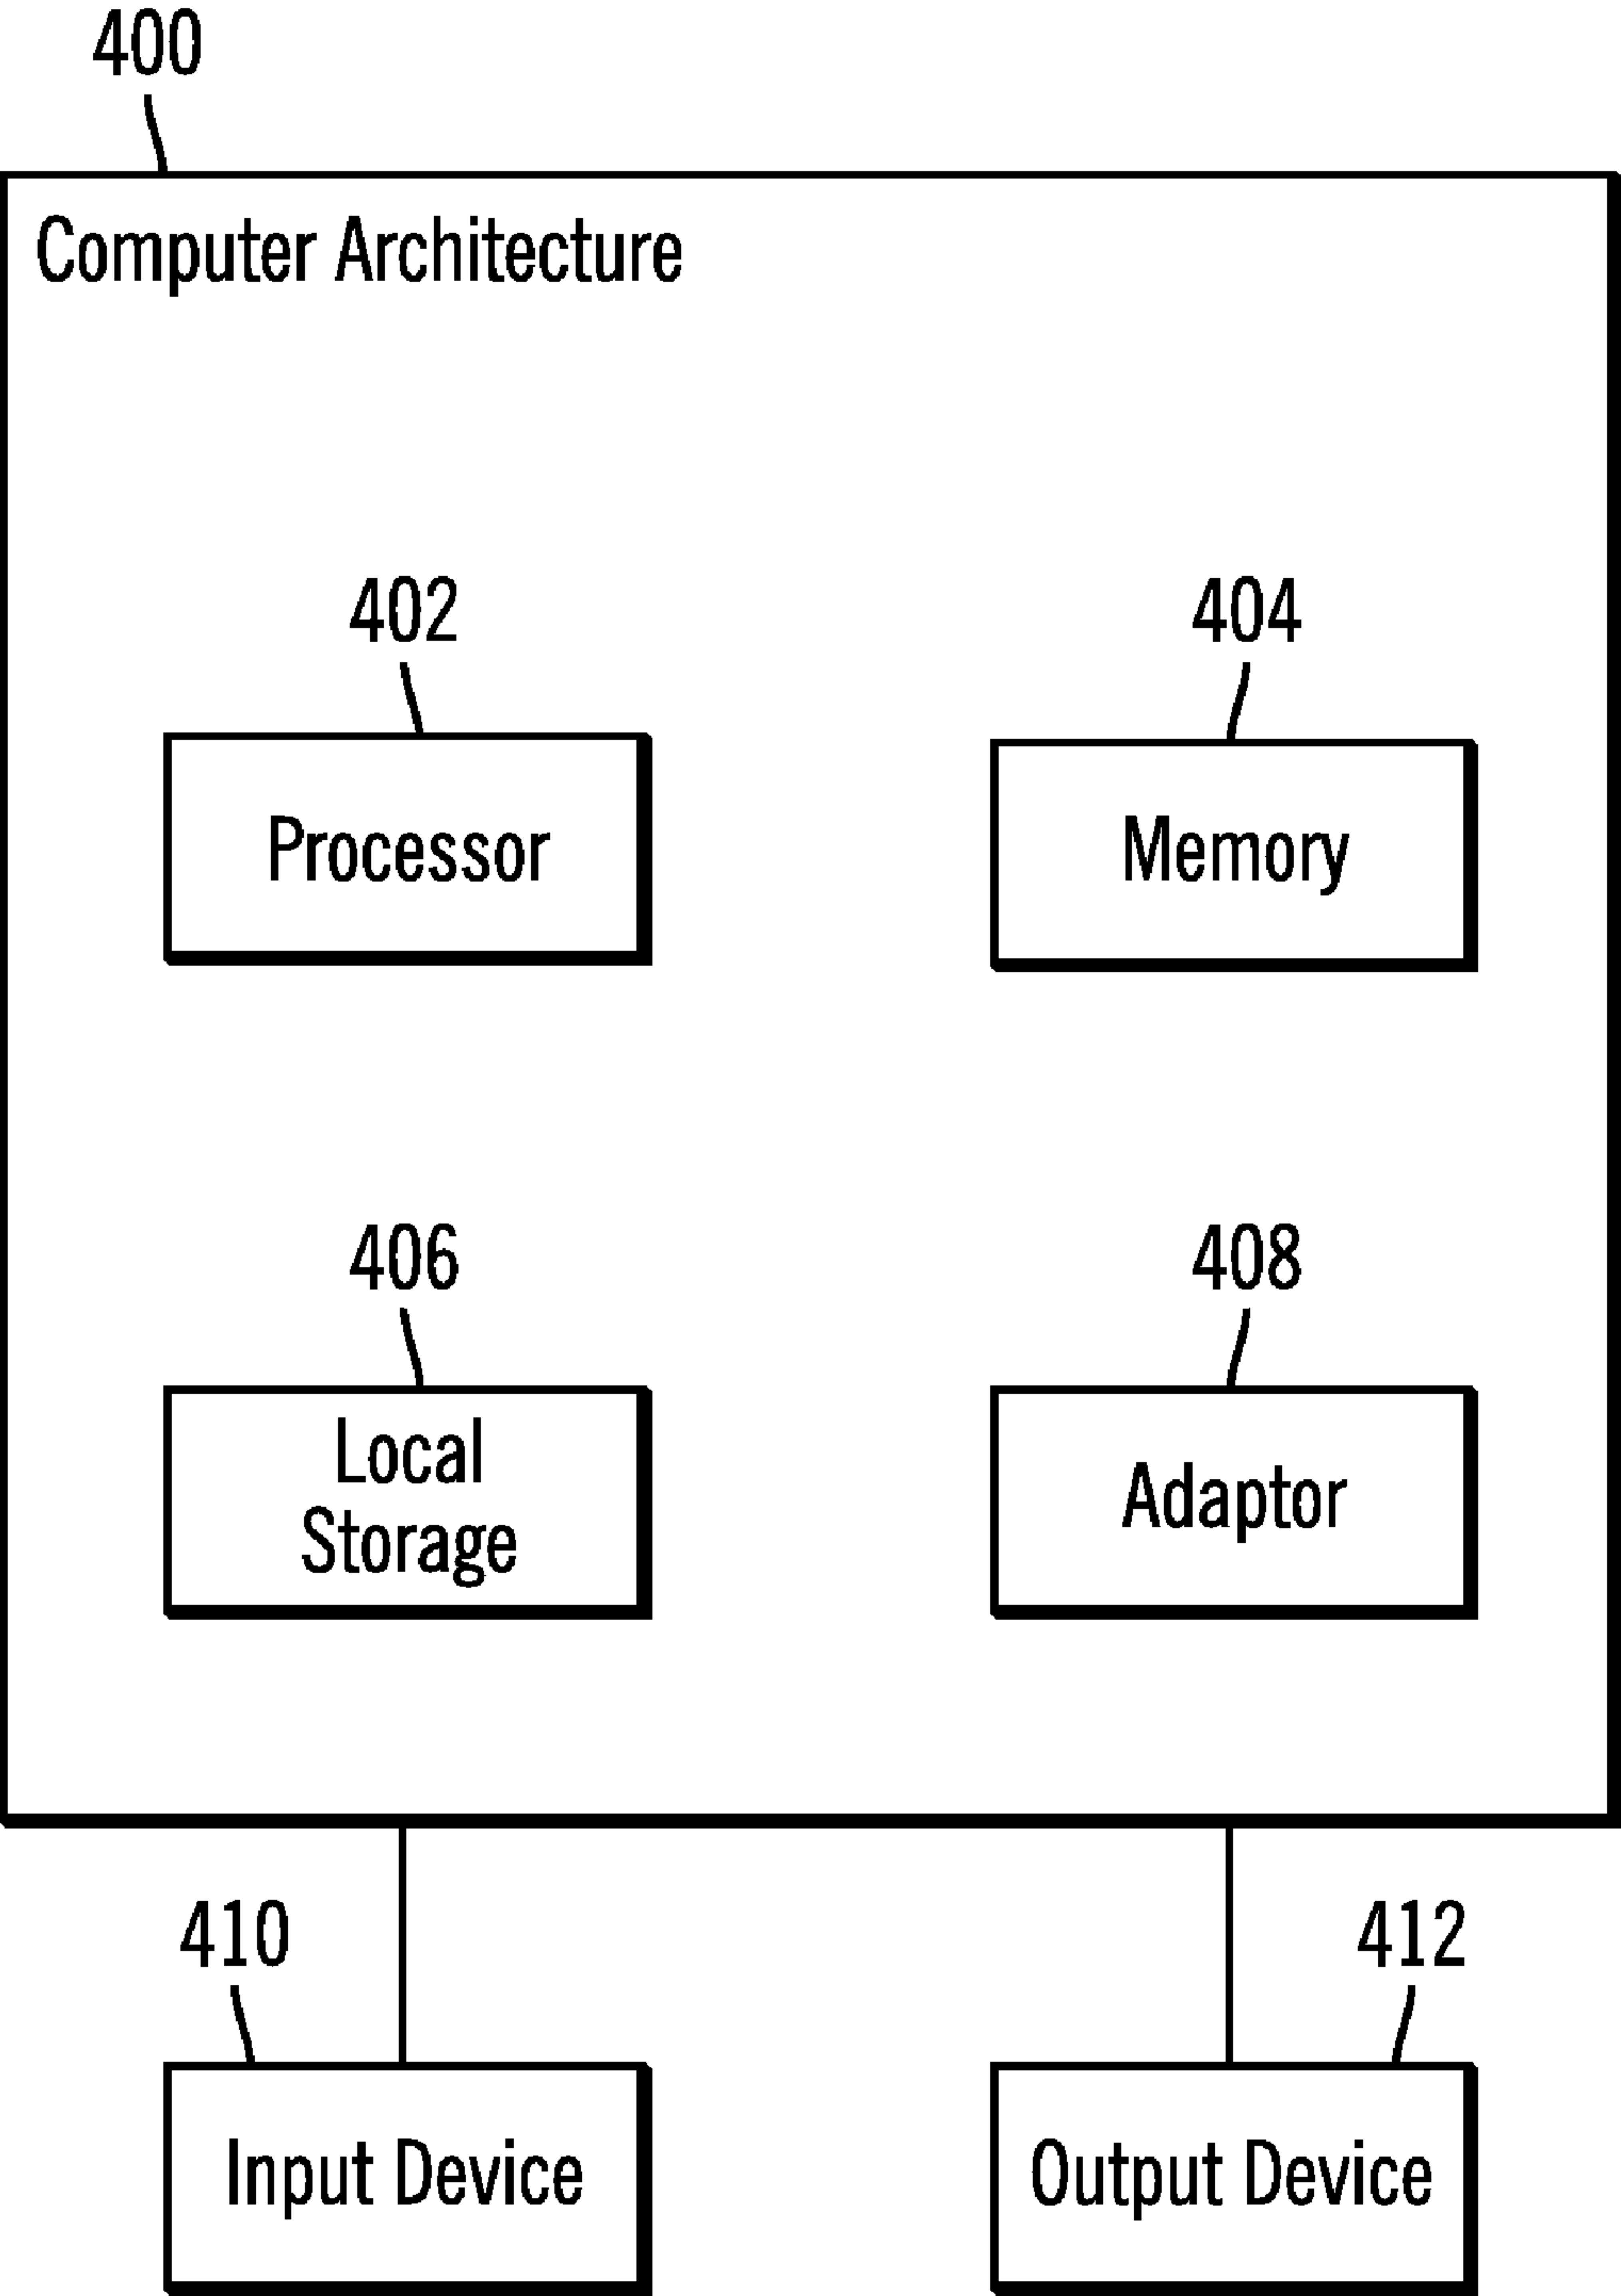 400
Computer Architecture
402
404
Processor
Memory
406
408
Local
Storage
Adaptor
410
412
Input Device
Output Device